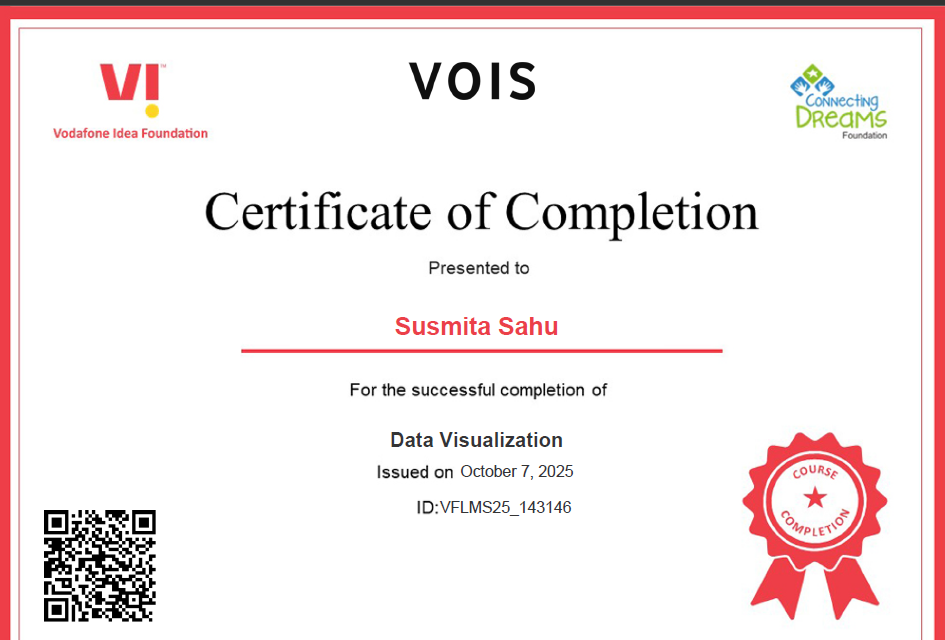 VI™
Vodafone Idea Foundation
VOIS
Connecting
Dreams
Foundation
Certificate of Completion
Presented to
Susmita Sahu
For the successful completion of
Data Visualization
Issued on October 7, 2025
ID:VFLMS25_143146
COURSE
COMPLETION